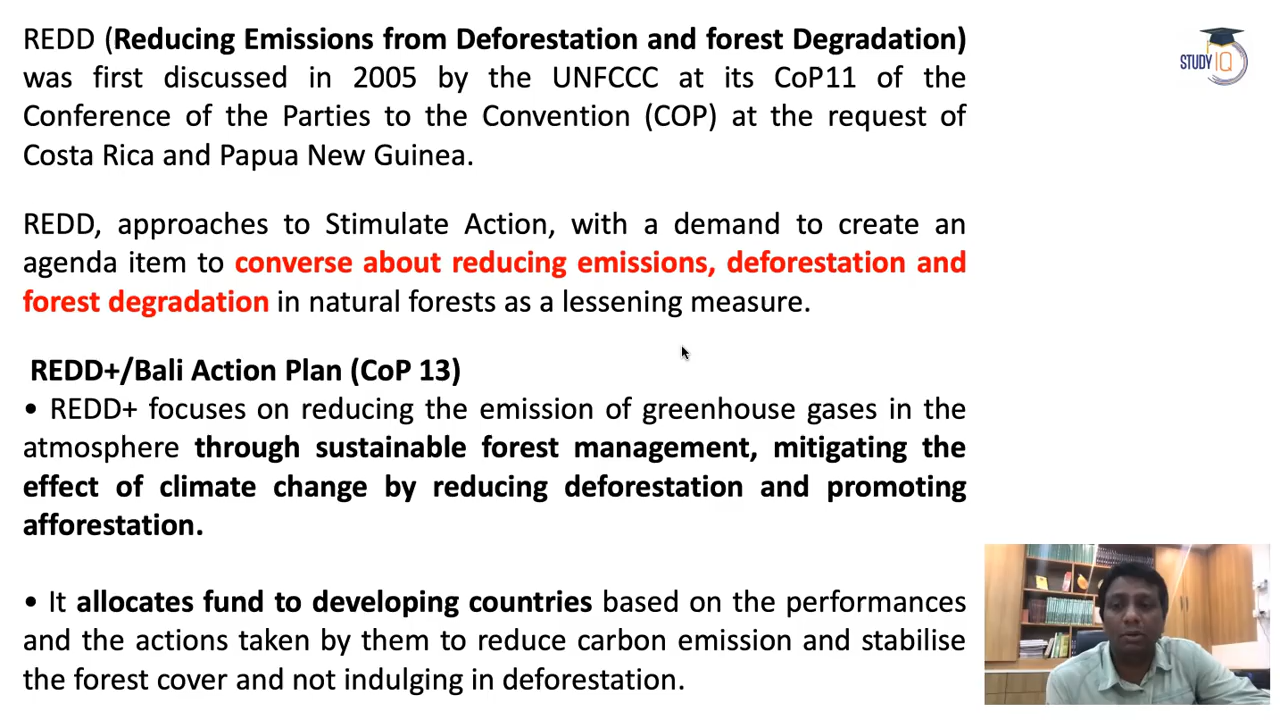 REDD (Reducing Emissions from Deforestation and forest Degradation)
was first discussed in 2005 by the UNFCCC at its CoP11 of the
Conference of the Parties to the Convention (COP) at the request of
Costa Rica and Papua New Guinea.
STUDY IQ
REDD, approaches to Stimulate Action, with a demand to create an
agenda item to converse about reducing emissions, deforestation and
forest degradation in natural forests as a lessening measure.
REDD+/Bali Action Plan (CoP 13)
• REDD+ focuses on reducing the emission of greenhouse gases in the
atmosphere through sustainable forest management, mitigating the
effect of climate change by reducing deforestation and promoting
afforestation.
• It allocates fund to developing countries based on the performances
and the actions taken by them to reduce carbon emission and stabilise
the forest cover and not indulging in deforestation.